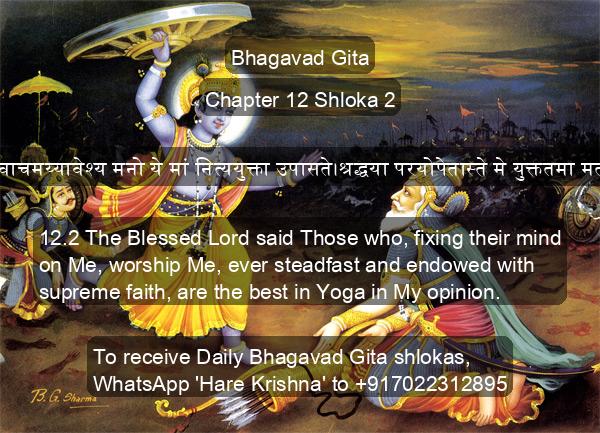 Bhagavad Gita
Chapter 12 Shloka 2
वाचमय्यावेश्य मनो ये मां नित्ययुक्ता उपासते।श्रद्धया परयोपेतास्ते मे युक्ततमा मत
12.2 The Blessed Lord said Those who, fixing their mind
on Me, worship Me, ever steadfast and endowed with
supreme faith, are the best in Yoga in My opinion.
To receive Daily Bhagavad Gita shlokas,
WhatsApp 'Hare Krishna' to +917022312895
B.G. Sharma